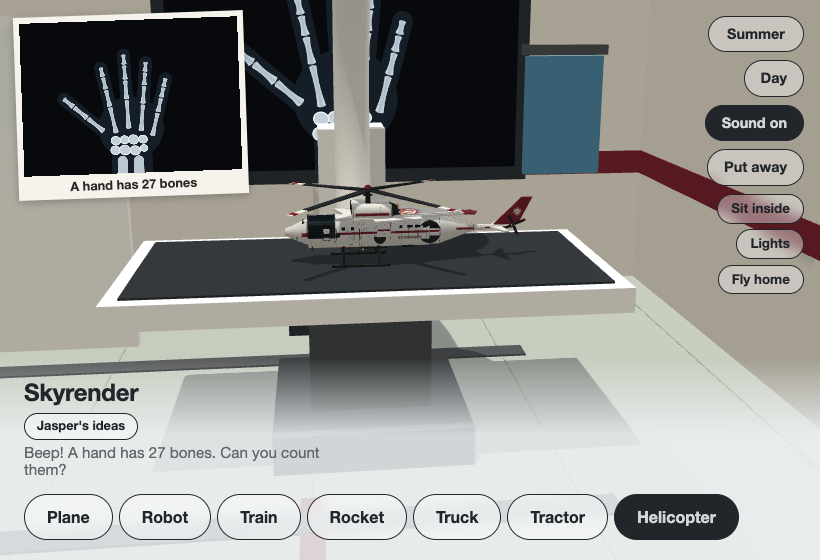 A hand has 27 bones
Summer
Day
Sound on
Put away
Sit inside
Lights
Fly home
Skyrender
Jasper's ideas
Beep! A hand has 27 bones. Can you count
them?
Plane
Robot
Train
Rocket
Truck
Tractor
Helicopter